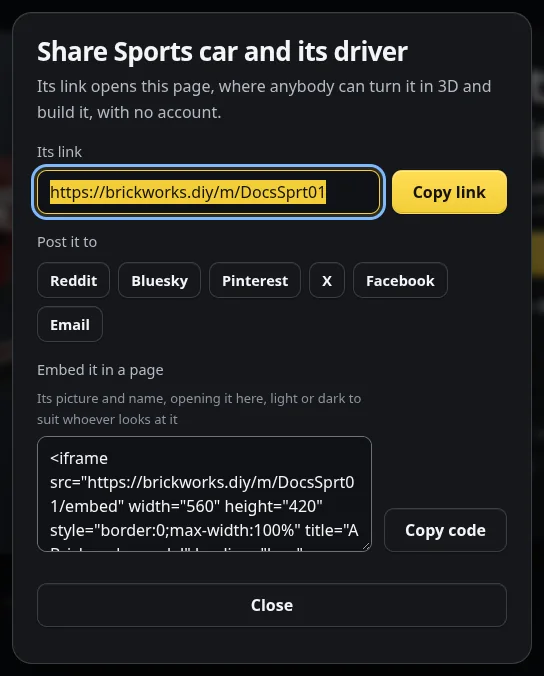 Share Sports car and its driver
Its link opens this page, where anybody can turn it in 3D and
build it, with no account.
Its link
https://brickworks.diy/m/DocsSprt01
Copy link
Post it to
Reddit
Bluesky
Pinterest
X
Facebook
Email
Embed it in a page
Its picture and name, opening it here, light or dark to
suit whoever looks at it
<iframe
src="https://brickworks.diy/m/DocsSprt0
1/embed" width="560" height="420"
style="border:0;max-width:100%" title="A
Copy code
Close